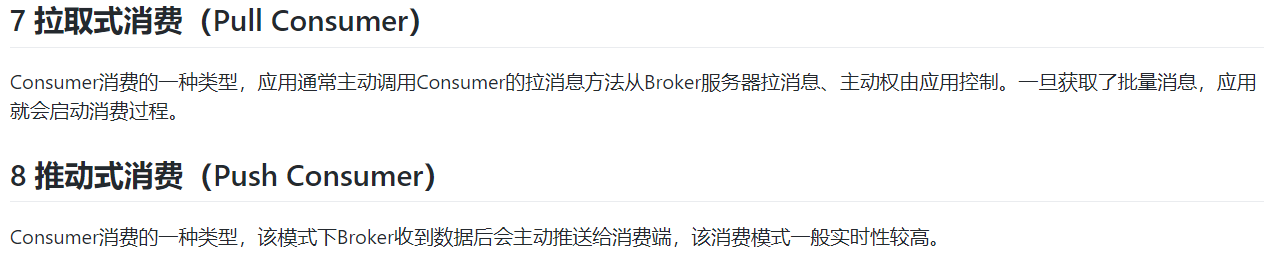 7 拉取式消费（Pull Consumer）
Consumer消费的一种类型，应用通常主动调用Consumer的拉消息方法从Broker服务器拉消息、主动权由应用控制。一旦获取了批量消息，应用
就会启动消费过程。
8 推动式消费（Push Consumer）
Consumer消费的一种类型，该模式下Broker收到数据后会主动推送给消费端，该消费模式一般实时性较高。